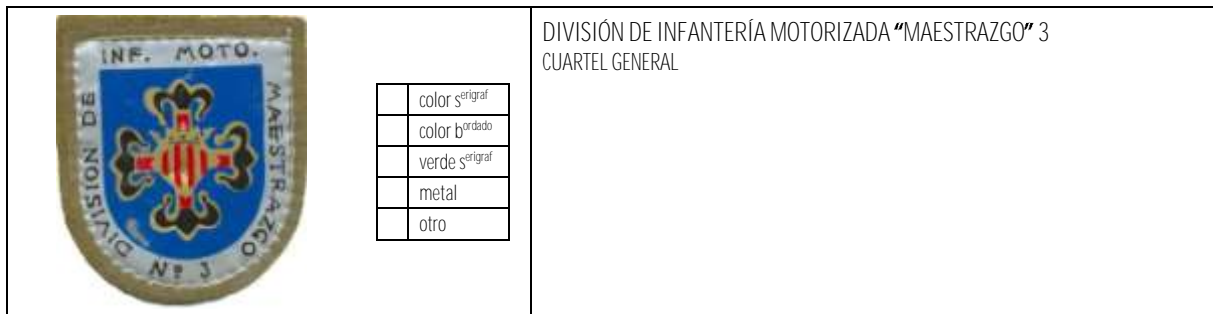 INF. MOTO.
DIVISION DE
MAESTRAZGO
Nº 3
color serigraf
color bordado
verde serigraf
metal
otro
DIVISIÓN DE INFANTERÍA MOTORIZADA "MAESTRAZGO" 3
CUARTEL GENERAL